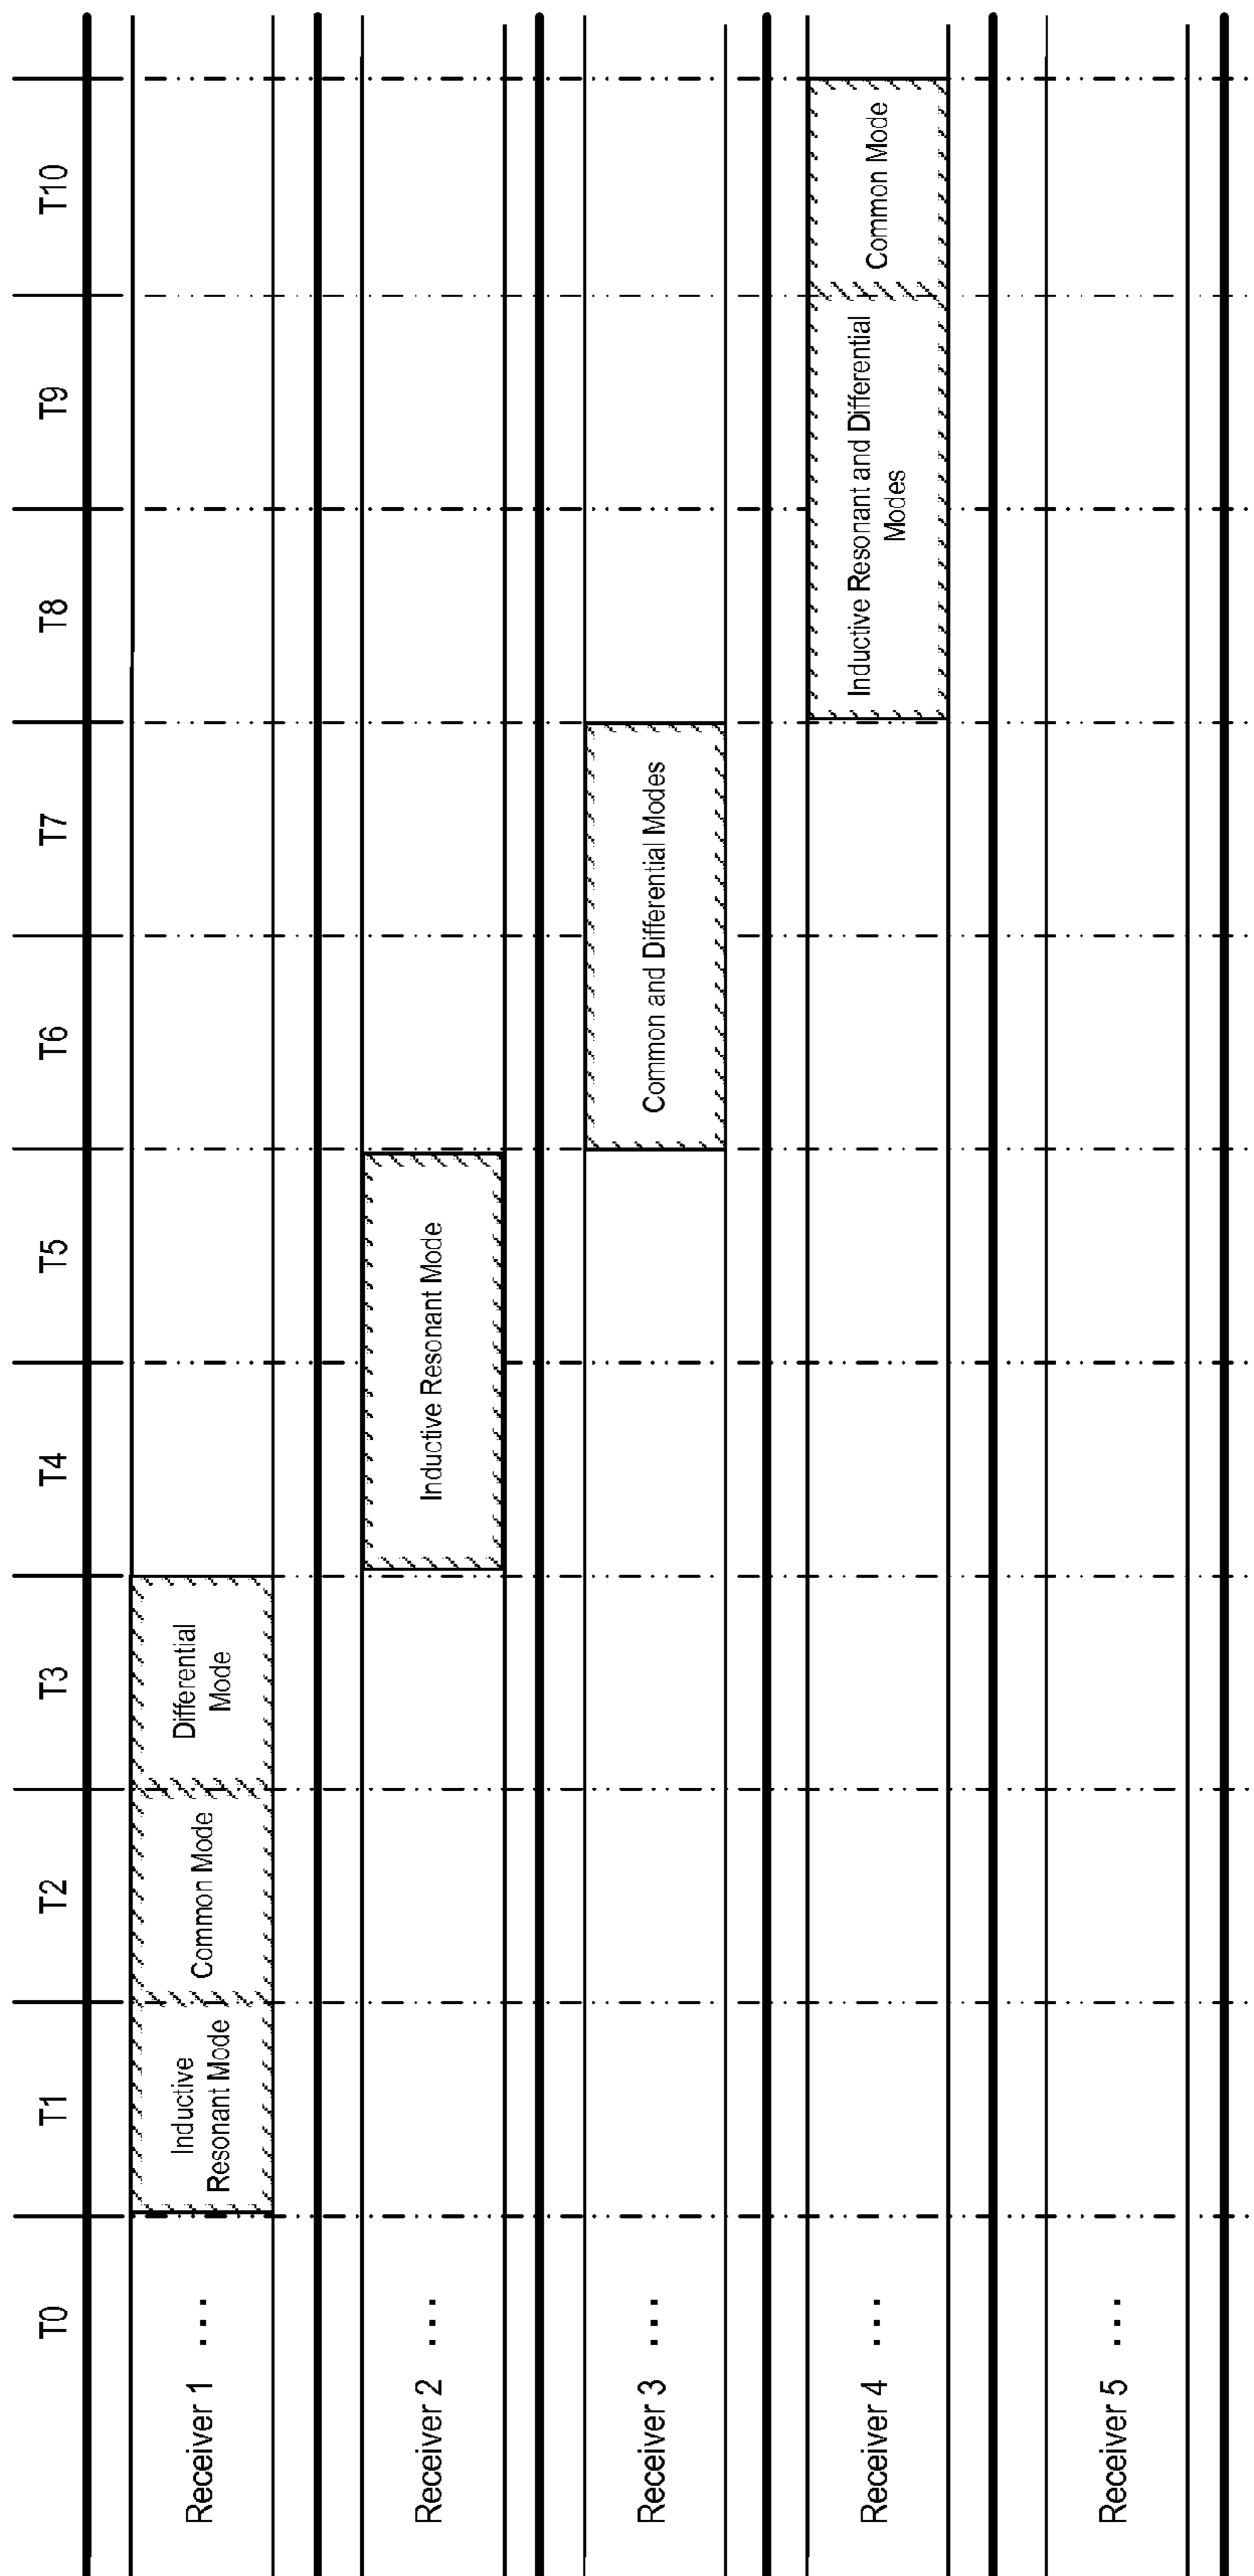 T0 T1 T2 T3 T4 T5 T6 T7 T8 T9 T10
Receiver 1 ...
Inductive
Resonant Mode
Common Mode
Differential
Mode
Receiver 2 ...
Inductive Resonant Mode
Receiver 3 ...
Common and Differential Modes
Receiver 4 ...
Inductive Resonant and Differential
Modes
Common Mode
Receiver 5 ...